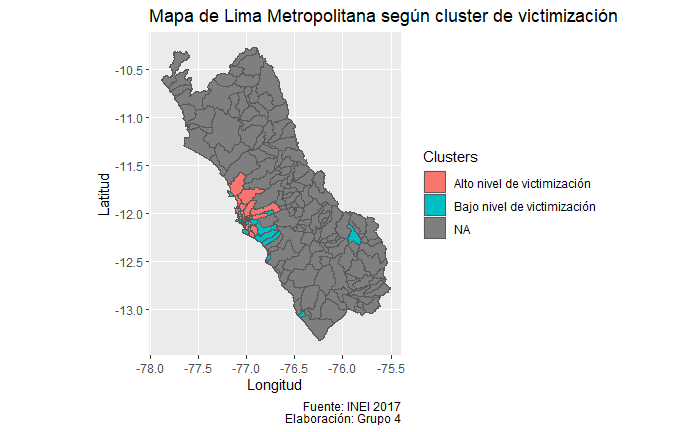 Mapa de Lima Metropolitana según cluster de victimización
Latitud
-10.5
-11.0
-11.5
-12.0
-12.5
-13.0
-78.0 -77.5 -77.0 -76.5 -76.0 -75.5
Longitud
Clusters
Alto nivel de victimización
Bajo nivel de victimización
NA
Fuente: INEI 2017
Elaboración: Grupo 4